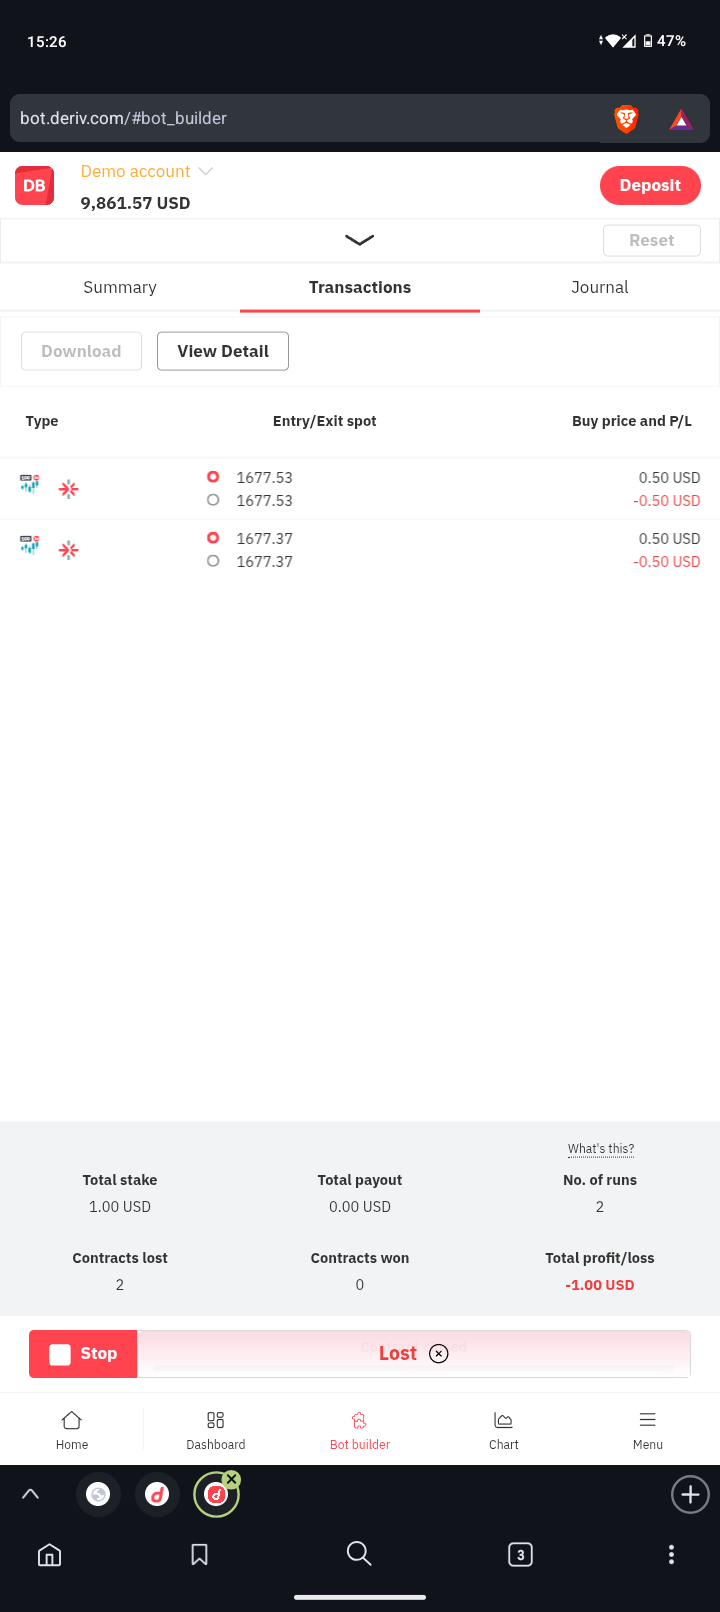 15:26
47%
bot.deriv.com/#bot_builder
DB
Demo account
9,861.57 USD
Deposit
Reset
Summary
Transactions
Journal
Download
View Detail
Type
Entry/Exit spot
Buy price and P/L
1677.53
0.50 USD
1677.53
-0.50 USD
1677.37
0.50 USD
1677.37
-0.50 USD
What's this?
Total stake
Total payout
No. of runs
1.00 USD
0.00 USD
2
Contracts lost
Contracts won
Total profit/loss
2
0
-1.00 USD
Stop
Lost
Home
Dashboard
Bot builder
Chart
Menu
3